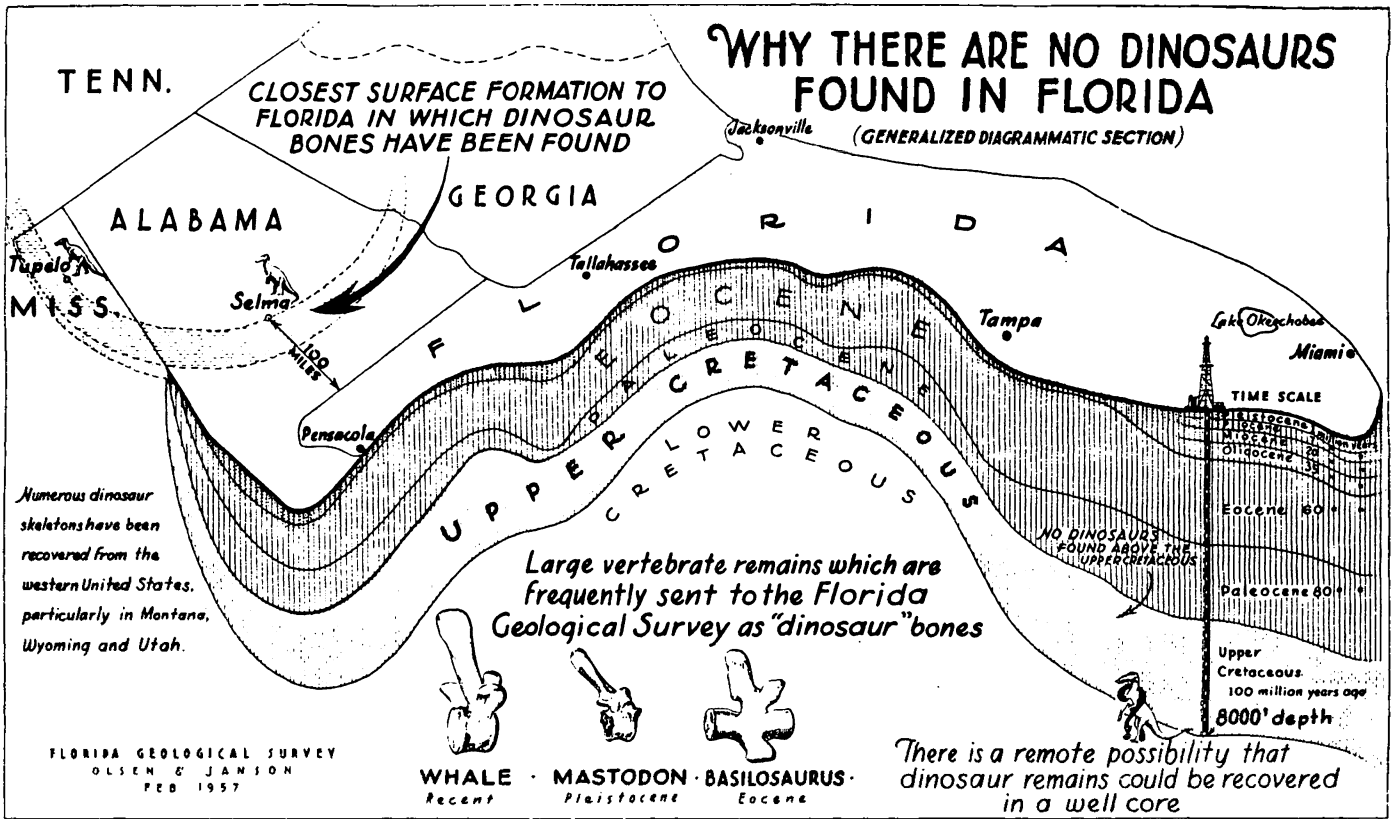 WHY THERE ARE NO DINOSAURS
FOUND IN FLORIDA
(GENERALIZED DIAGRAMMATIC SECTION)
TENN.
CLOSEST SURFACE FORMATION TO
FLORIDA IN WHICH DINOSAUR
BONES HAVE BEEN FOUND
Jacksonville
GEORGIA
ALABAMA
Tupelo
MISS.
Selma
100
MILES
Tallahassee
FLORIDA
Tampa
Lake Okeechobee
Miami
Pensacola
EOCENE
PALEOCENE
UPPER CRETACEOUS
LOWER
CRETACEOUS
TIME SCALE
Pleistocene
Pliocene
Miocene 20
Oligocene 35
Eocene 60 " "
Paleocene 80 " "
Upper
Cretaceous
100 million years ago
8000' depth
NO DINOSAURS
FOUND ABOVE THE
UPPER CRETACEOUS
Numerous dinosaur
skeletons have been
recovered from the
western United States,
particularly in Montana,
Wyoming and Utah.
Large vertebrate remains which are
frequently sent to the Florida
Geological Survey as "dinosaur" bones
WHALE · MASTODON · BASILOSAURUS ·
Recent Pleistocene Eocene
There is a remote possibility that
dinosaur remains could be recovered
in a well core
FLORIDA GEOLOGICAL SURVEY
OLSEN & JANSON
FEB 1957